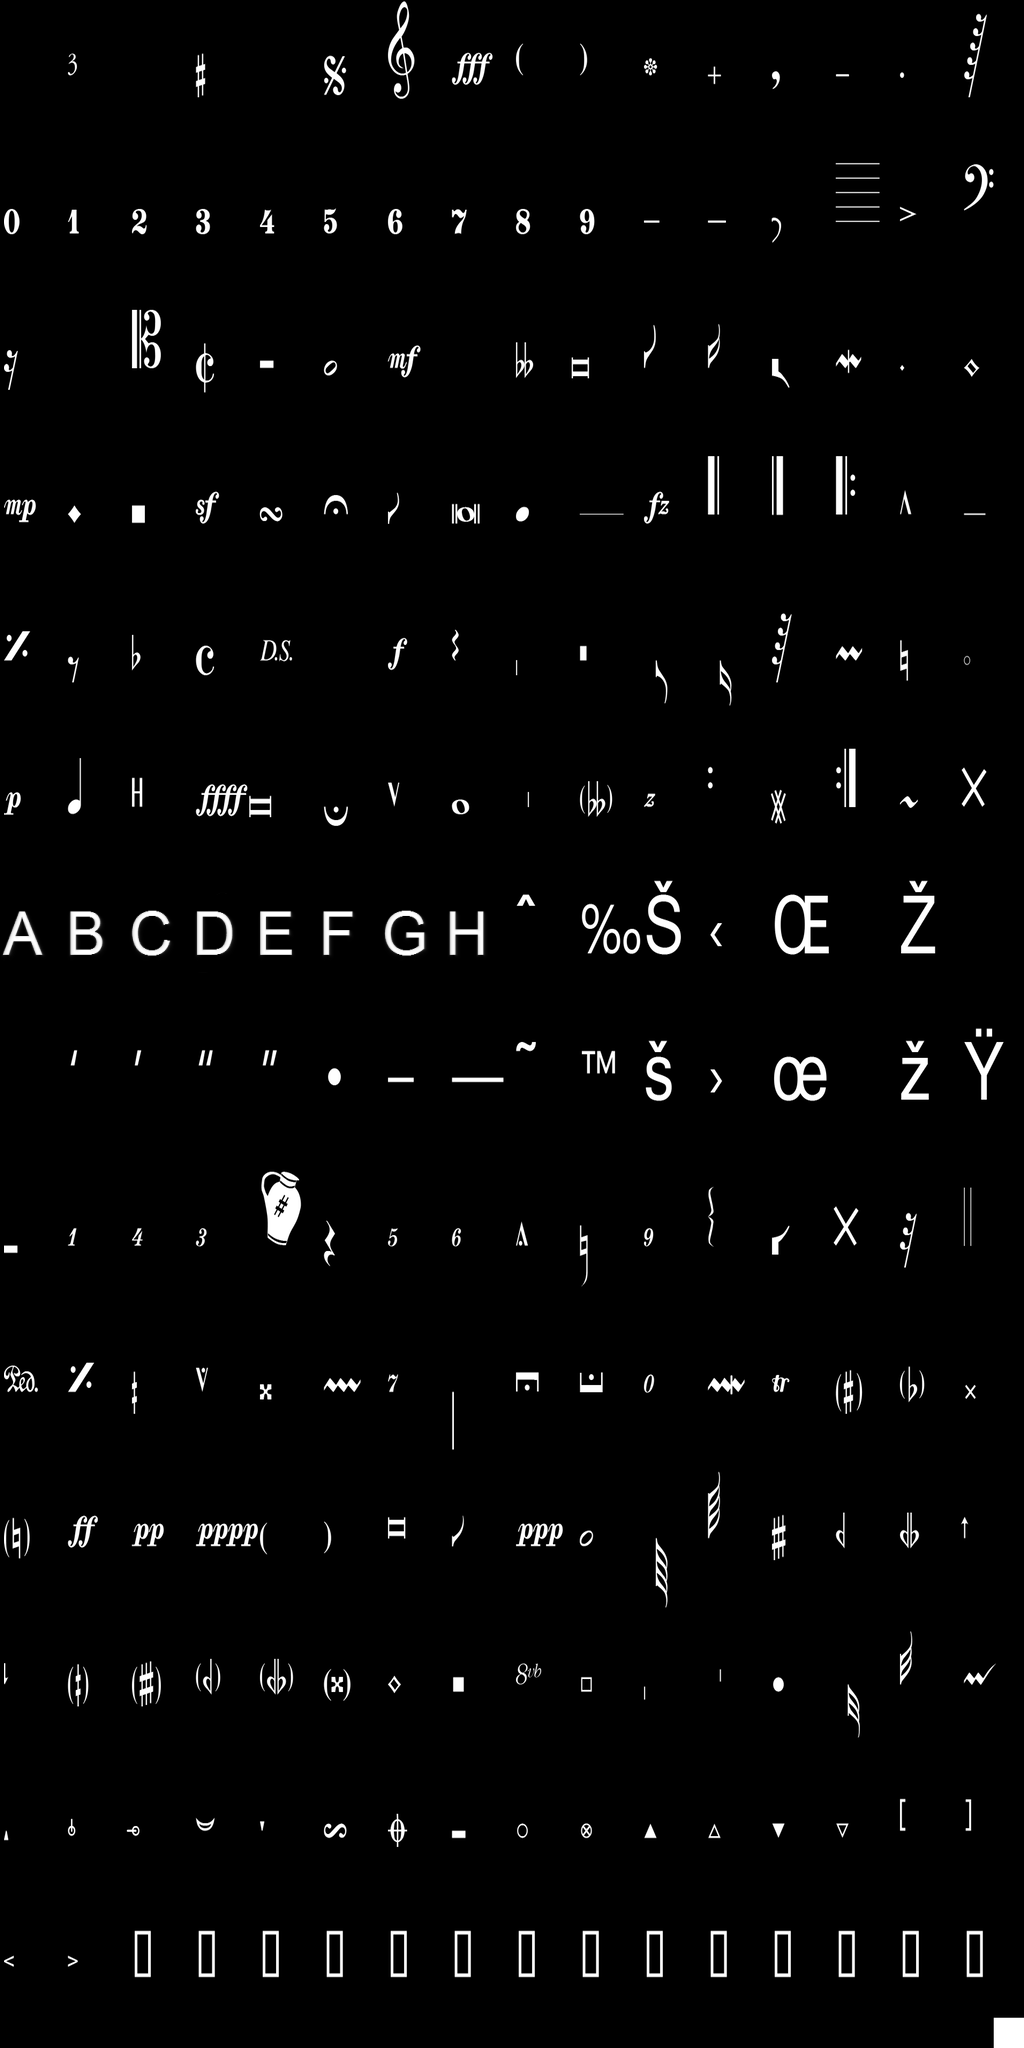 3 𝄋 𝄞 fff ( ) + , - .
0 1 2 3 4 5 6 7 8 9 - - >
mf
mp sf fz
D.S. f
p ffff z
A B C D E F G H ˆ ‰ Š ‹ Œ Ž
' ' " " • – — ˜ ™ š › œ ž Ÿ
1 4 3 5 6 9
Ped. 7 0 tr
ff pp pppp ( ) ppp
8vb
[ ]
< >